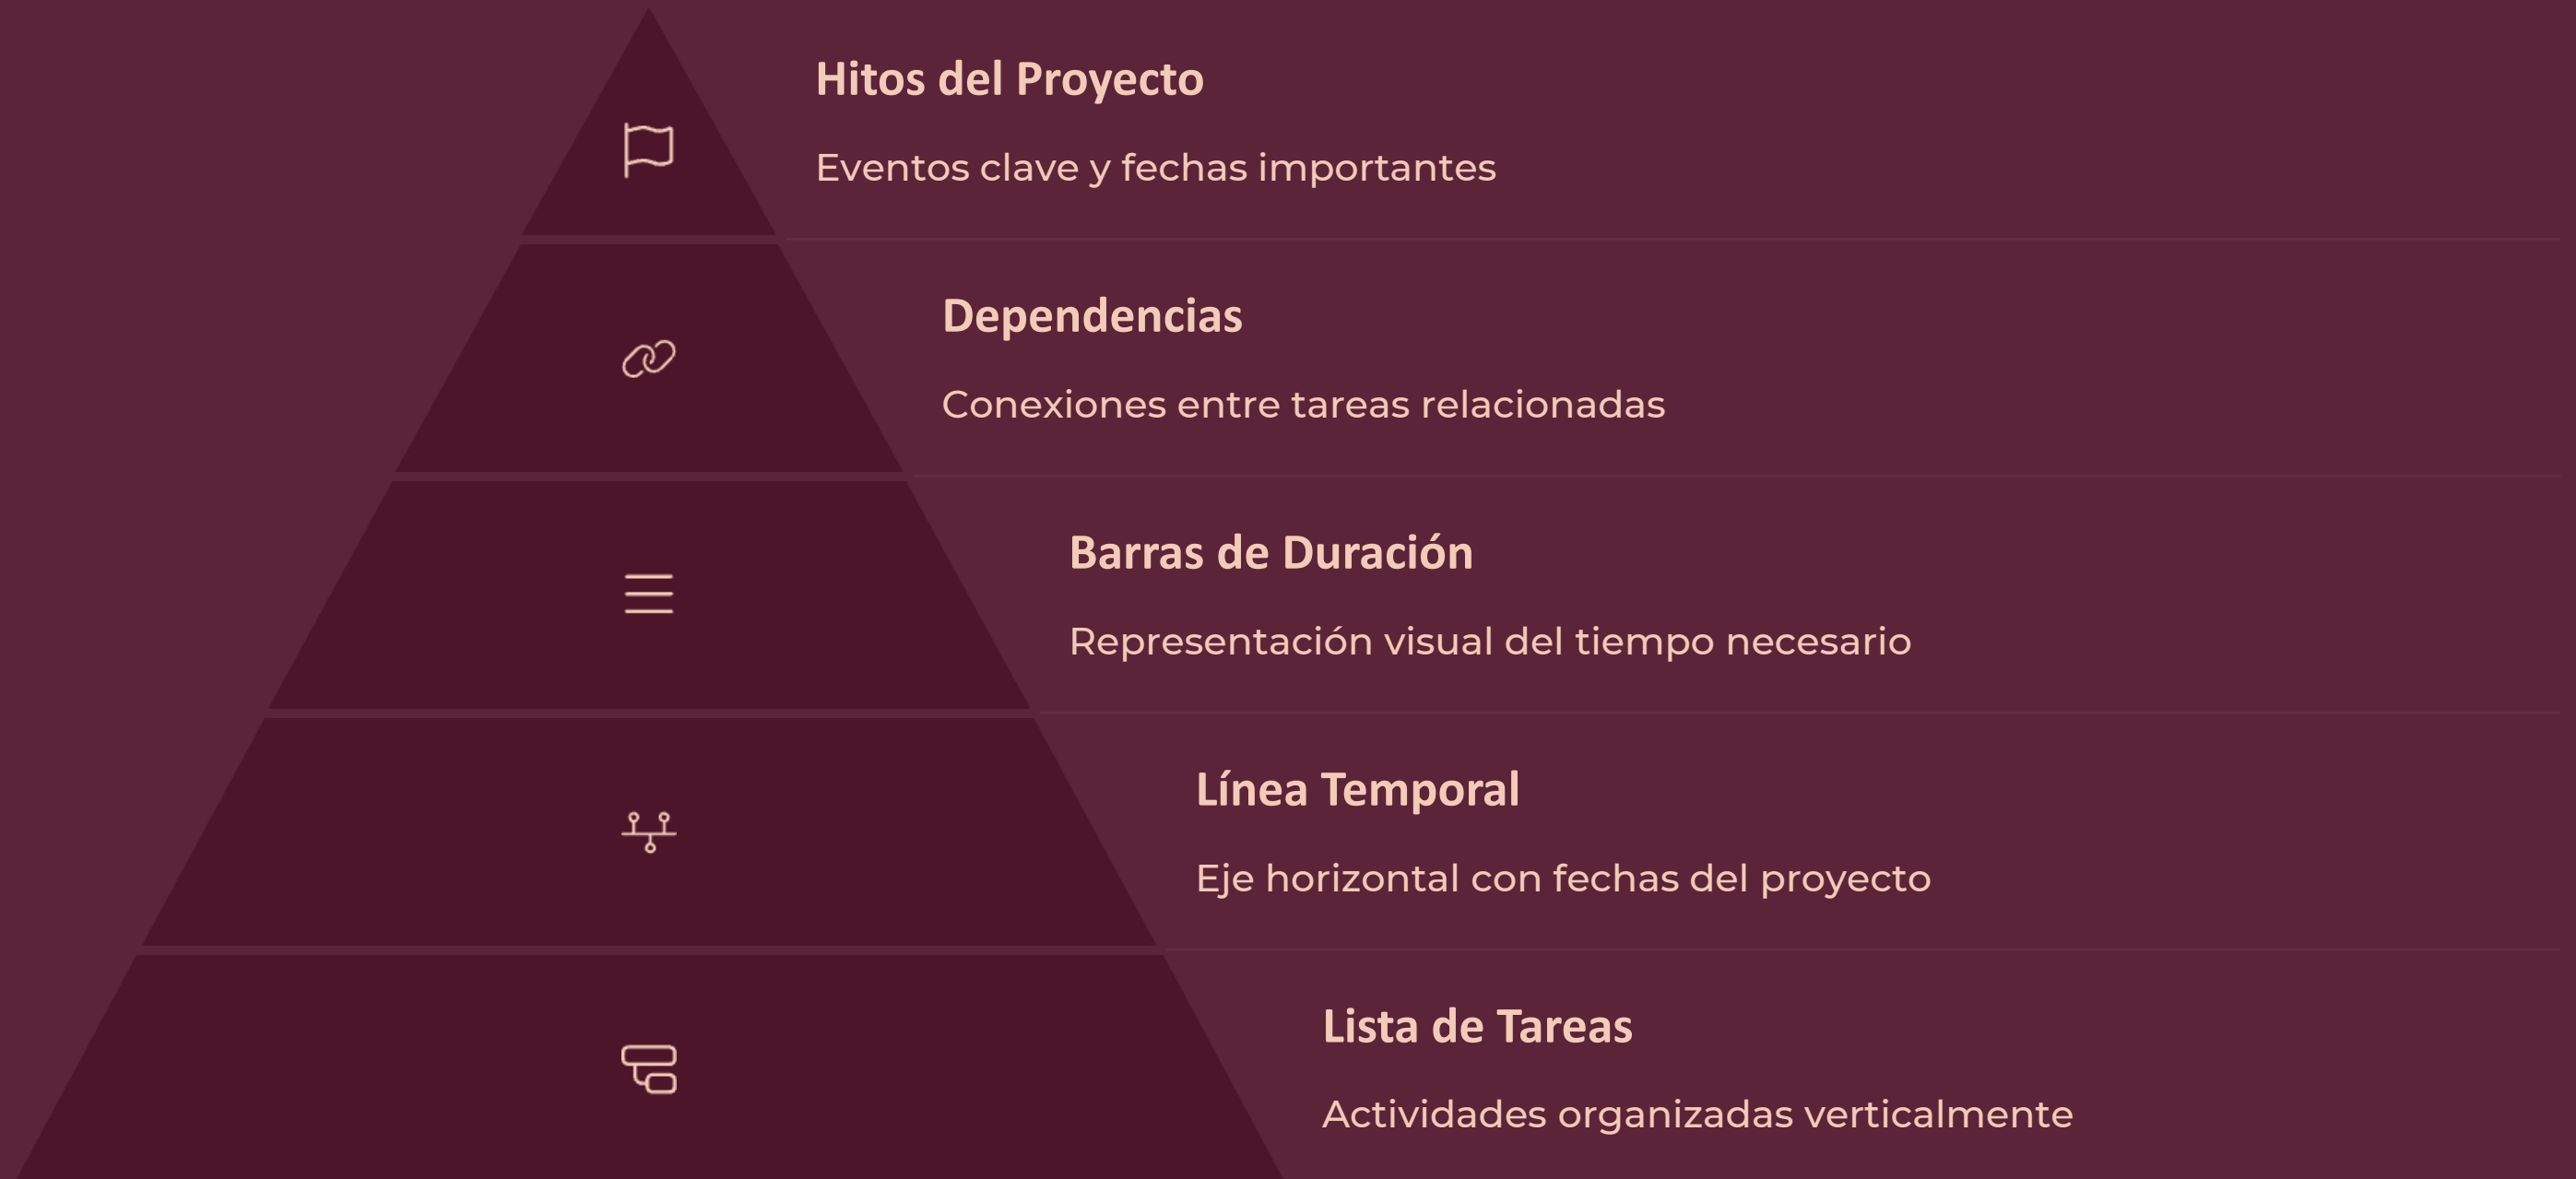 Hitos del Proyecto
Eventos clave y fechas importantes
Dependencias
Conexiones entre tareas relacionadas
Barras de Duración
Representación visual del tiempo necesario
Línea Temporal
Eje horizontal con fechas del proyecto
Lista de Tareas
Actividades organizadas verticalmente